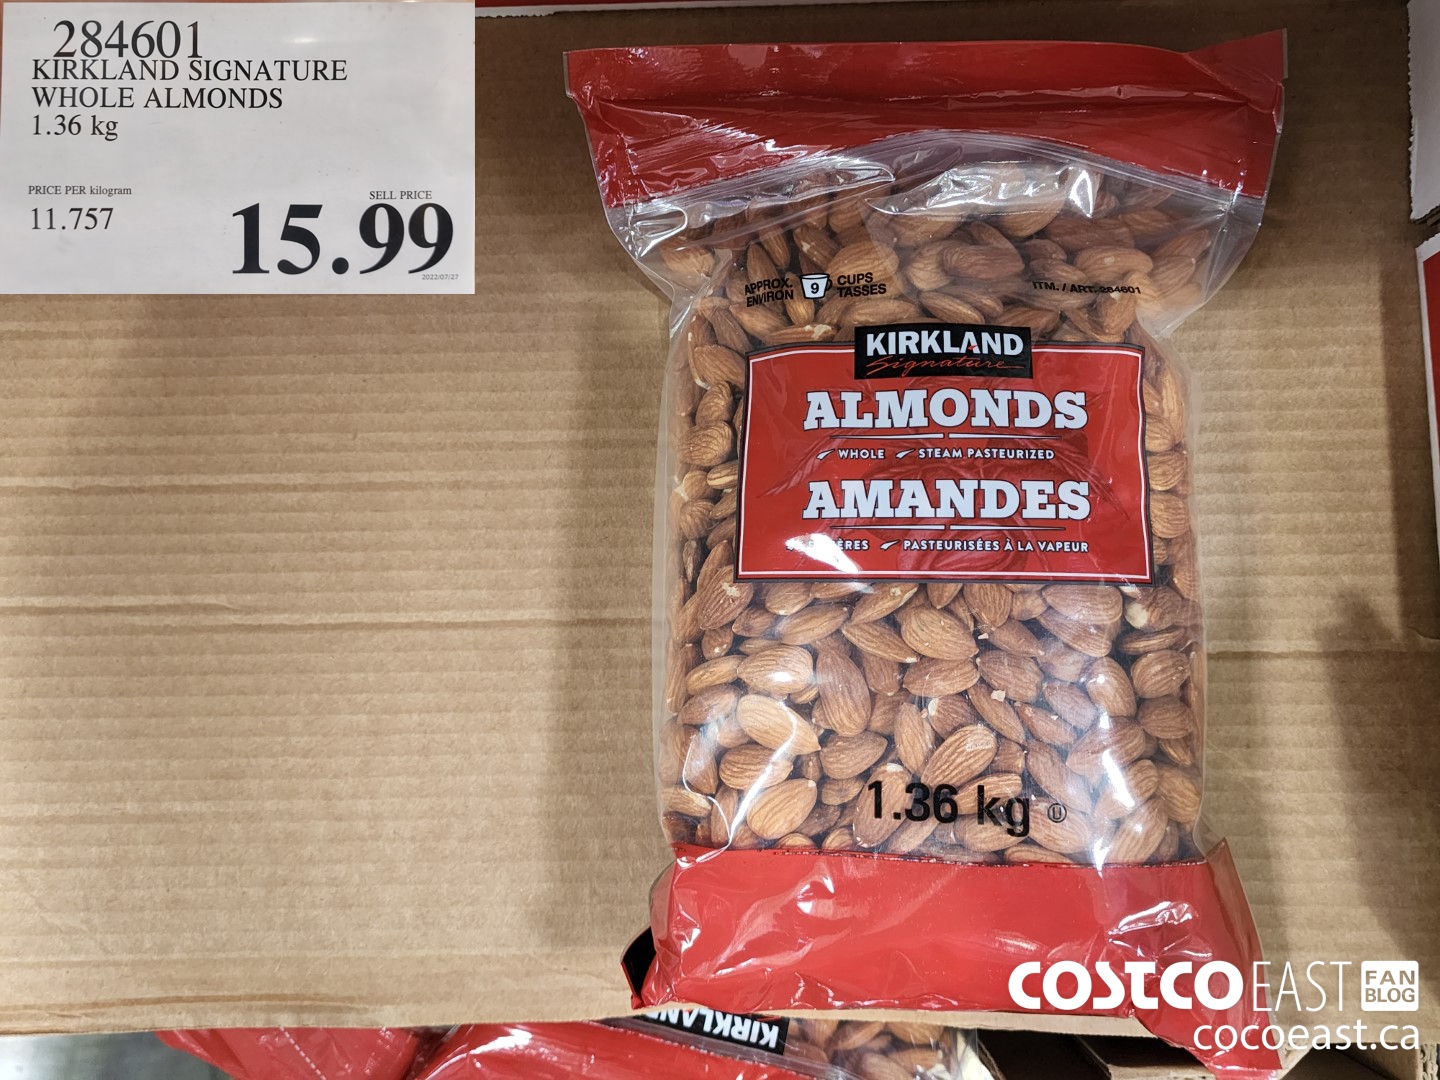 284601
KIRKLAND SIGNATURE
WHOLE ALMONDS
1.36 kg
PRICE PER kilogram
11.757
SELL PRICE
15.99
2022/07/27
APPROX. 9 CUPS
ENVIRON TASSES
ITM. / ART. 284601
KIRKLAND
Signature
ALMONDS
WHOLE STEAM PASTEURIZED
AMANDES
PASTEURISÉES À LA VAPEUR
1.36 kg
U
KIRKLAND
COSTCO EAST FAN BLOG
cocoeast.ca